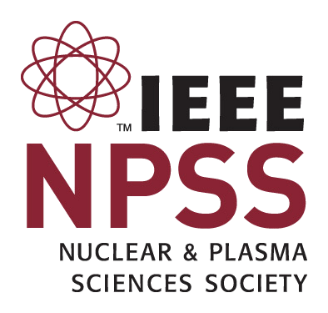 ™ IEEE
NPSS
NUCLEAR & PLASMA
SCIENCES SOCIETY